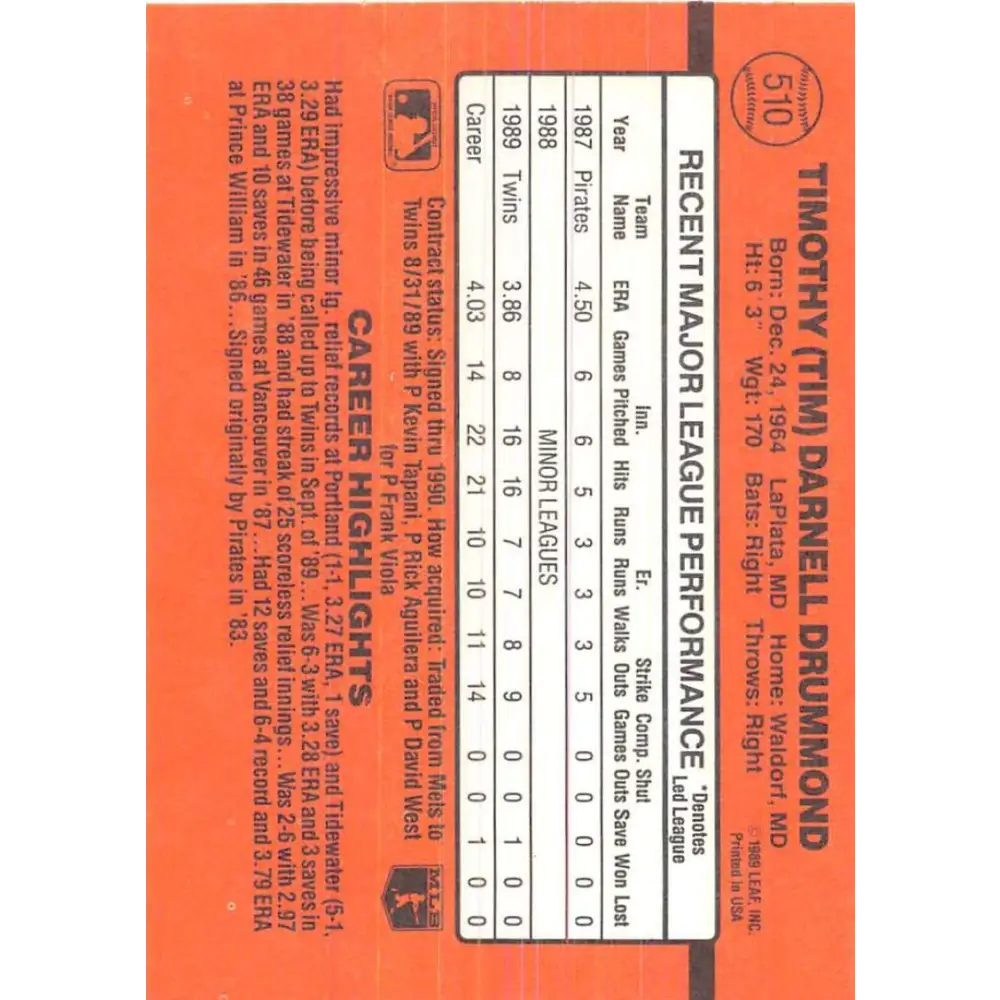 510
TIMOTHY (TIM) DARNELL DRUMMOND
Born: Dec. 24, 1964 LaPlata, MD Home: Waldorf, MD
Ht: 6'3" Wgt: 170 Bats: Right Throws: Right
© 1989 LEAF, INC.
Printed in USA
RECENT MAJOR LEAGUE PERFORMANCE *Denotes
Led League
Team Inn. Er. Strike Comp. Shut
Year Name ERA Games Pitched Hits Runs Runs Walks Outs Games Outs Save Won Lost
1987 Pirates 4.50 6 6 5 3 3 3 5 0 0 0 0 0
1988 MINOR LEAGUES
1989 Twins 3.86 8 16 16 7 7 8 9 0 0 1 0 0
Career 4.03 14 22 21 10 10 11 14 0 0 1 0 0
Contract status: Signed thru 1990. How acquired: Traded from Mets to
Twins 8/31/89 with P Kevin Tapani, P Rick Aguilera and P David West
for P Frank Viola
MLB
CAREER HIGHLIGHTS
Had impressive minor lg. relief records at Portland (1-1, 3.27 ERA, 1 save) and Tidewater (5-1,
3.29 ERA) before being called up to Twins in Sept. of '89... Was 6-3 with 3.28 ERA and 3 saves in
38 games at Tidewater in '88 and had streak of 25 scoreless relief innings... Was 2-6 with 2.97
ERA and 10 saves in 46 games at Vancouver in '87...Had 12 saves and 6-4 record and 3.79 ERA
at Prince William in '86...Signed originally by Pirates in '83.